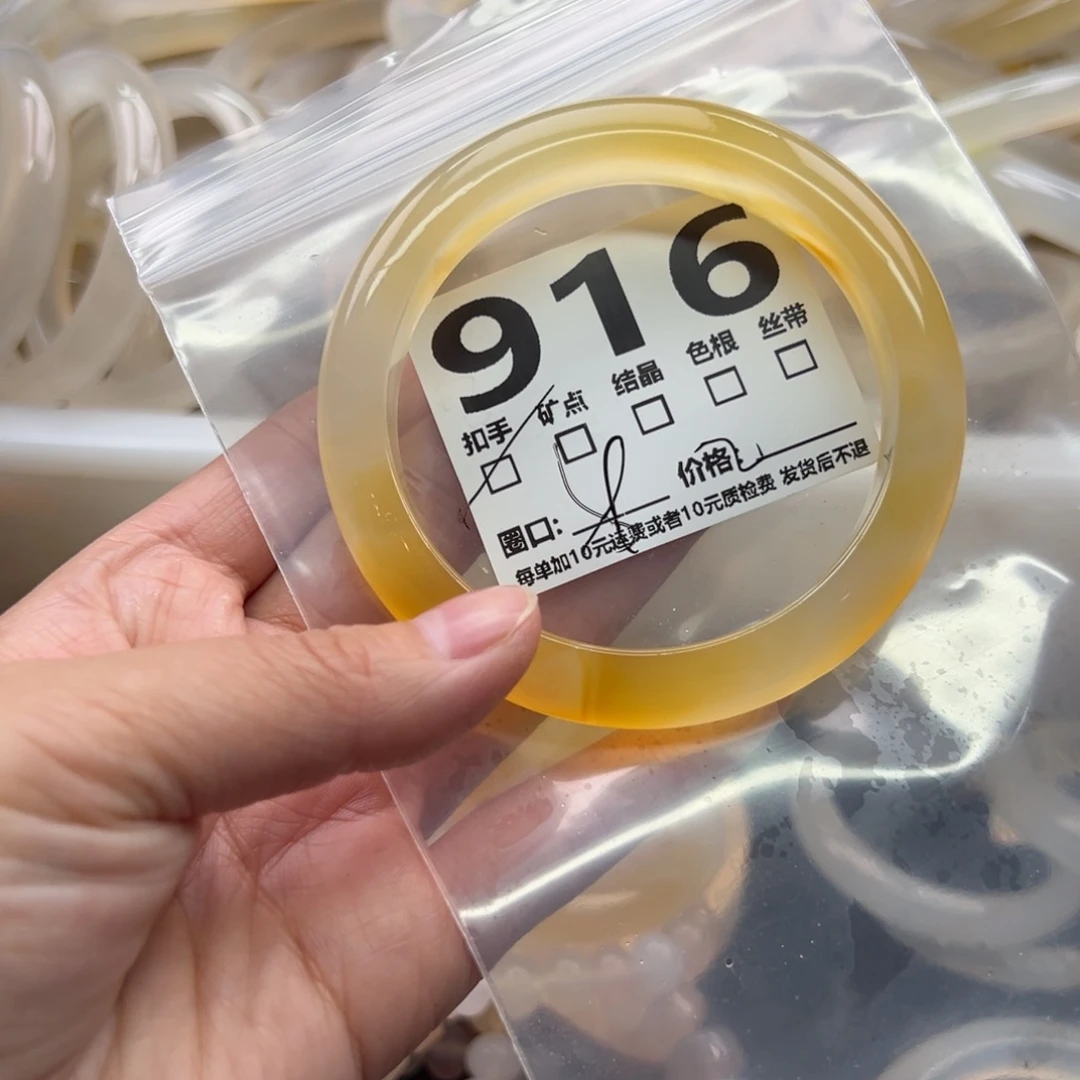 916
扣手 矿点 结晶 色根 丝带
圈口: 价格:
每单加10元运费或者10元质检费 发货后不退